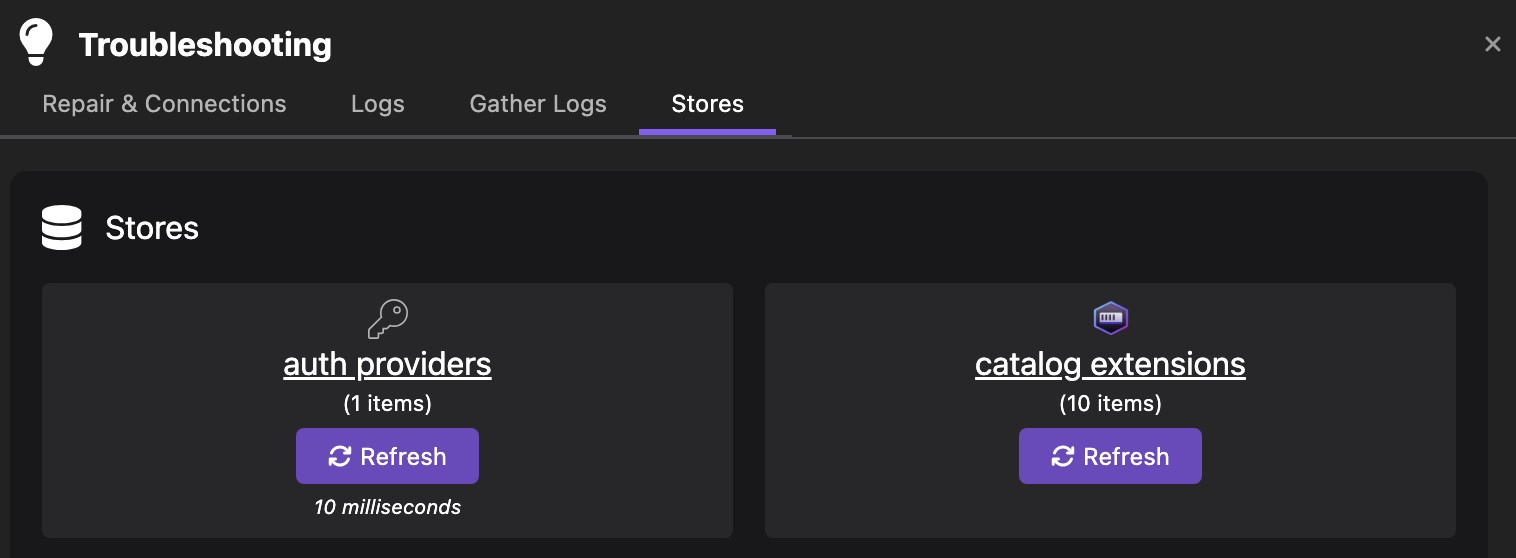 Troubleshooting
Repair & Connections
Logs
Gather Logs
Stores
Stores
auth providers
(1 items)
Refresh
10 milliseconds
catalog extensions
(10 items)
Refresh